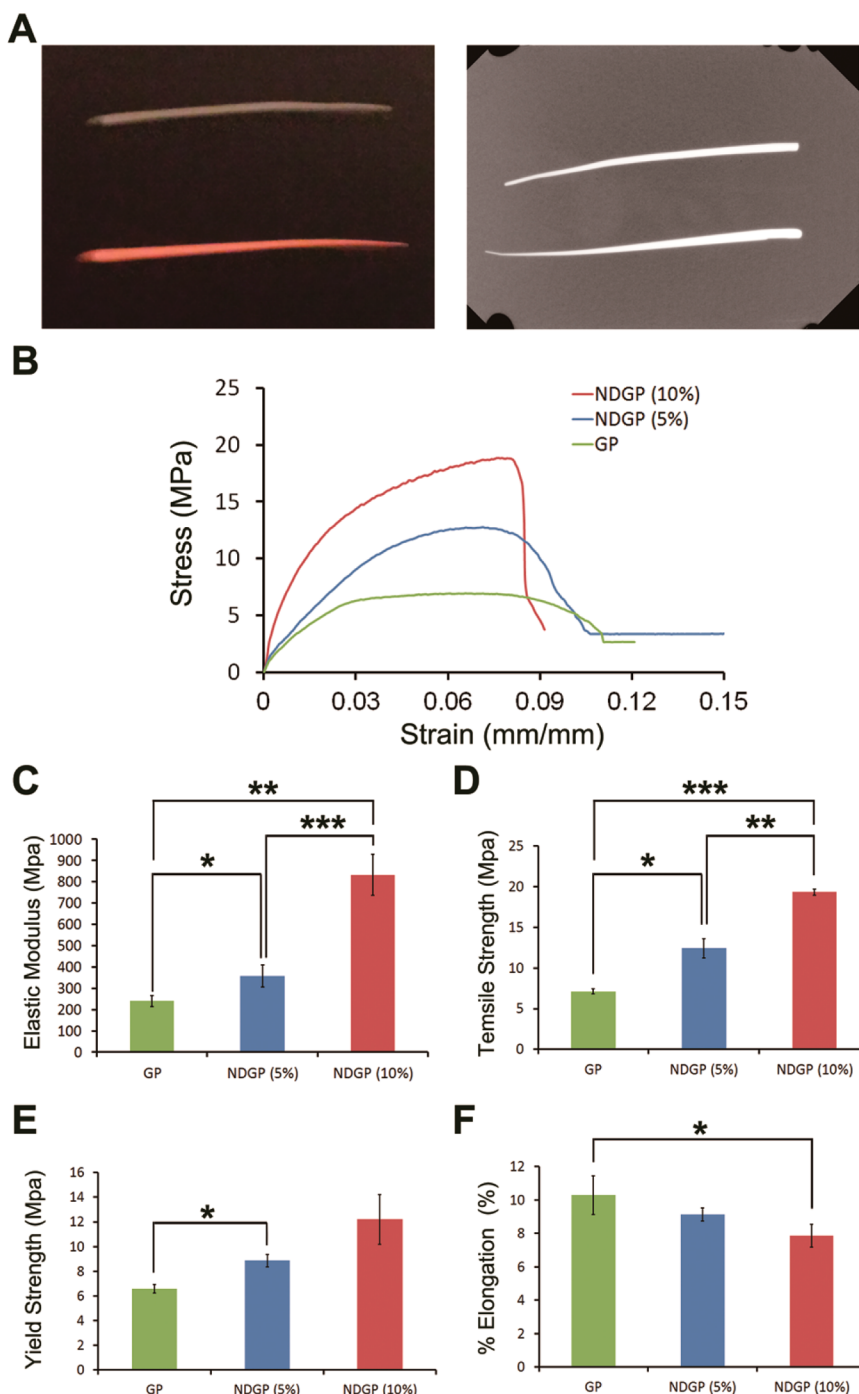 A
B
25
20
15
10
5
0
Stress (MPa)
NDGP (10%)
NDGP (5%)
GP
0 0.03 0.06 0.09 0.12 0.15
Strain (mm/mm)
C
** 
* ***
1000
900
800
700
600
500
400
300
200
100
0
Elastic Modulus (Mpa)
GP NDGP (5%) NDGP (10%)
D
***
* **
20
15
10
5
0
Temsile Strength (Mpa)
GP NDGP (5%) NDGP (10%)
E
*
16
14
12
10
8
6
4
2
0
Yield Strength (Mpa)
GP NDGP (5%) NDGP (10%)
F
*
12
10
8
6
4
2
0
% Elongation (%)
GP NDGP (5%) NDGP (10%)